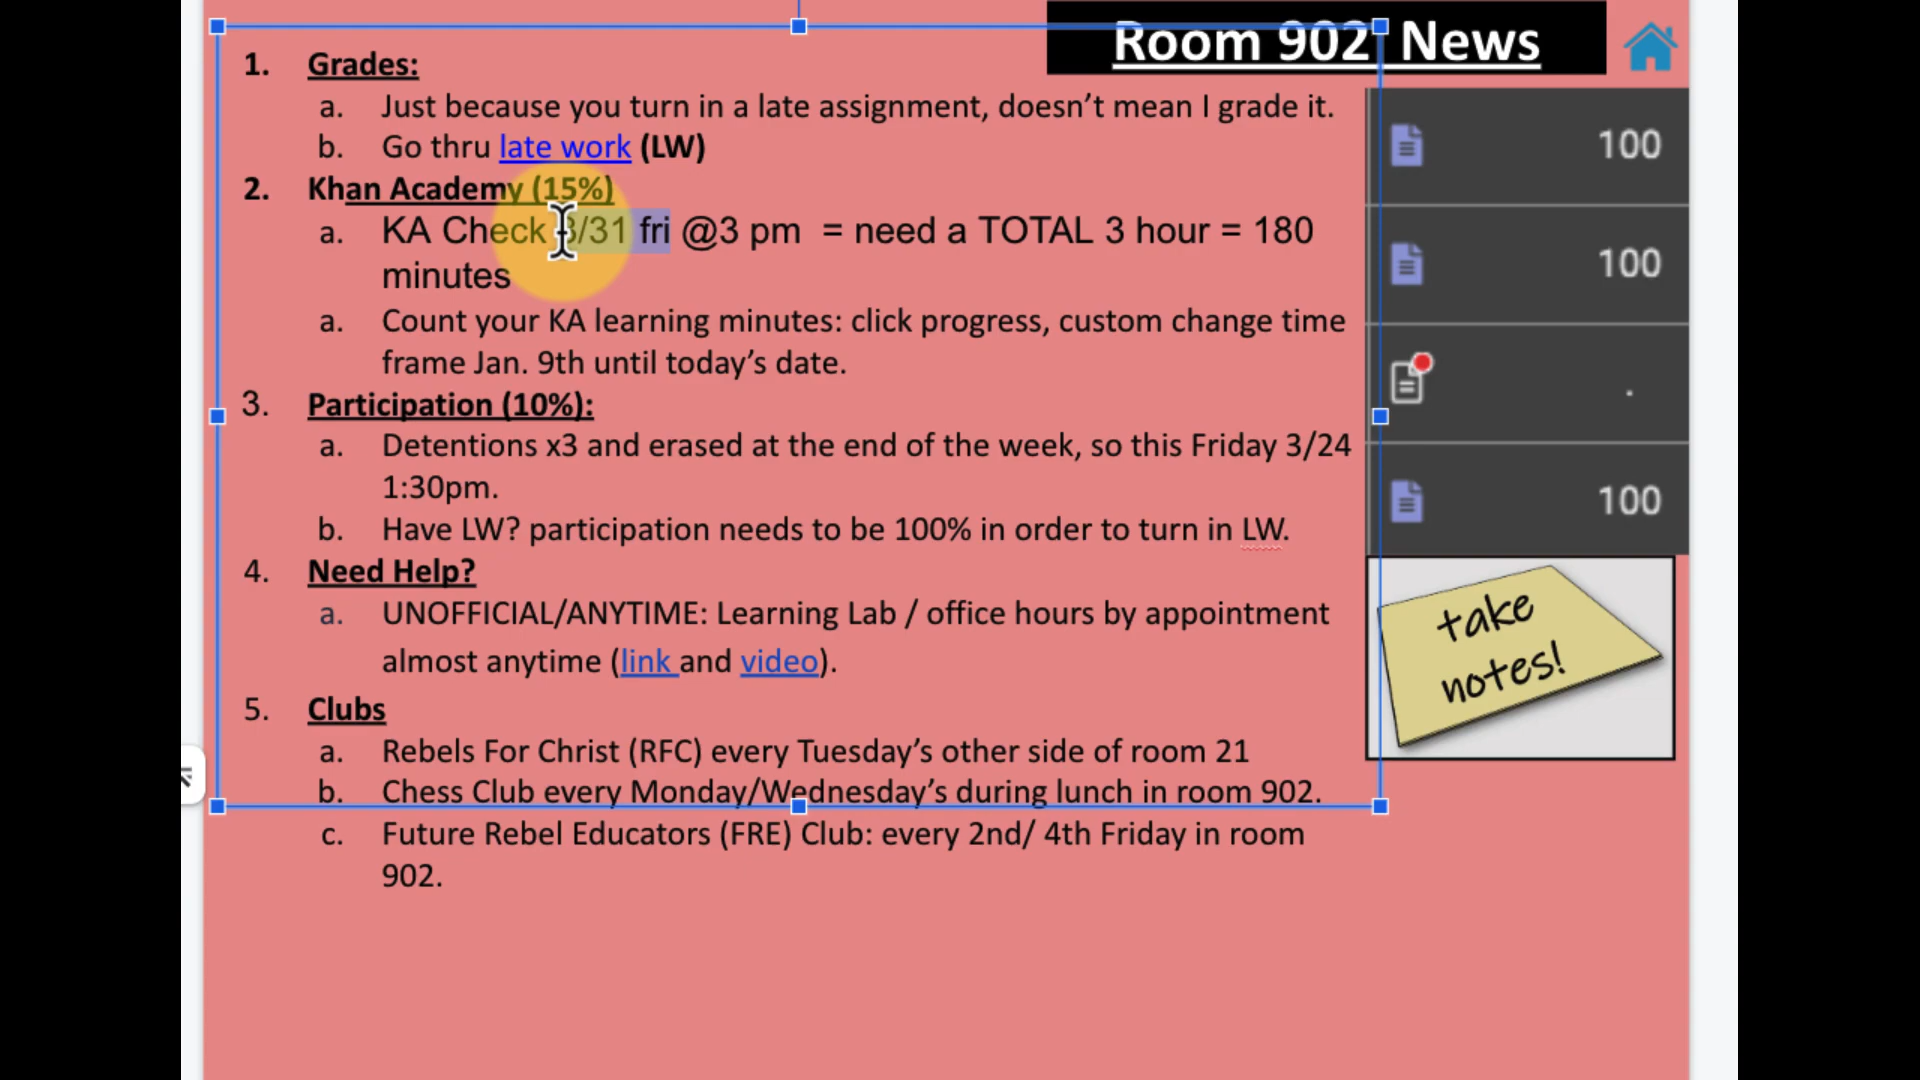 Room 902 News
1. Grades:
a. Just because you turn in a late assignment, doesn’t mean I grade it.
b. Go thru late work (LW)
2. Khan Academy (15%)
a. KA Check 3/31 fri @3 pm = need a TOTAL 3 hour = 180
minutes
a. Count your KA learning minutes: click progress, custom change time
frame Jan. 9th until today’s date.
3. Participation (10%):
a. Detentions x3 and erased at the end of the week, so this Friday 3/24
1:30pm.
b. Have LW? participation needs to be 100% in order to turn in LW.
4. Need Help?
a. UNOFFICIAL/ANYTIME: Learning Lab / office hours by appointment
almost anytime (link and video).
5. Clubs
a. Rebels For Christ (RFC) every Tuesday’s other side of room 21
b. Chess Club every Monday/Wednesday’s during lunch in room 902.
c. Future Rebel Educators (FRE) Club: every 2nd/ 4th Friday in room
902.
100
100
.
100
take
notes!